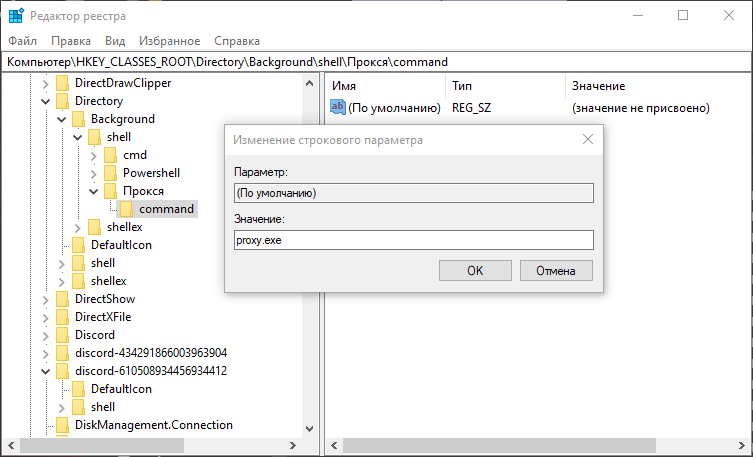 Редактор реестра
Файл Правка Вид Избранное Справка
Компьютер\HKEY_CLASSES_ROOT\Directory\Background\shell\Прокся\command
DirectDrawClipper
Directory
Background
shell
cmd
Powershell
Прокся
command
shellex
DefaultIcon
shell
shellex
DirectShow
DirectXFile
Discord
discord-434291866003963904
discord-610508934456934412
DefaultIcon
shell
DiskManagement.Connection
Имя Тип Значение
ab (По умолчанию) REG_SZ (значение не присвоено)
Изменение строкового параметра
Параметр:
(По умолчанию)
Значение:
proxy.exe
OK Отмена